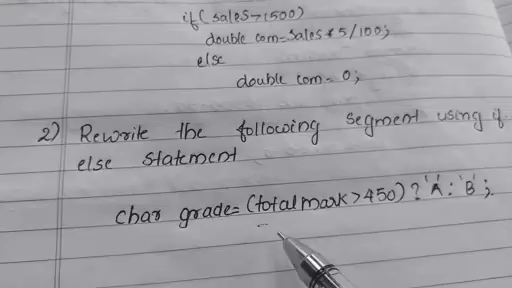 if(sales>1500)
double com=sales*5/100;
else
double com=0;
2) Rewrite the following segment using if
else statement
char grade=(totalmark>450)?'A':'B';